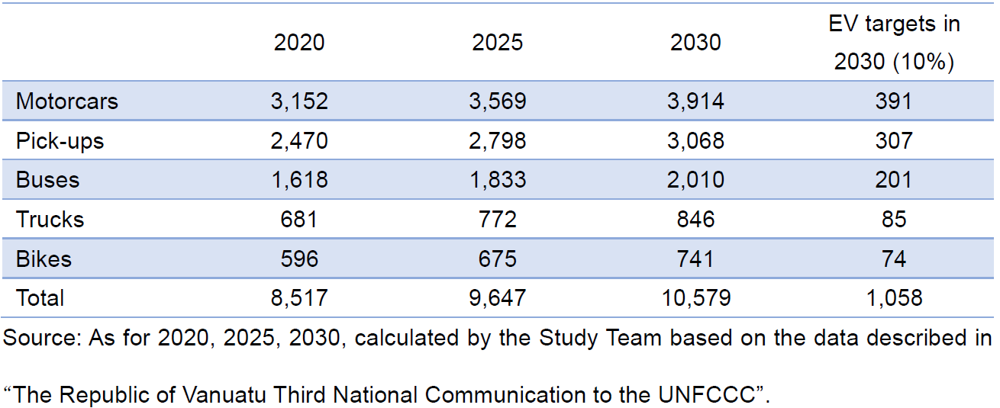 2020 2025 2030 EV targets in 2030 (10%)
Motorcars 3,152 3,569 3,914 391
Pick-ups 2,470 2,798 3,068 307
Buses 1,618 1,833 2,010 201
Trucks 681 772 846 85
Bikes 596 675 741 74
Total 8,517 9,647 10,579 1,058
Source: As for 2020, 2025, 2030, calculated by the Study Team based on the data described in
“The Republic of Vanuatu Third National Communication to the UNFCCC”.